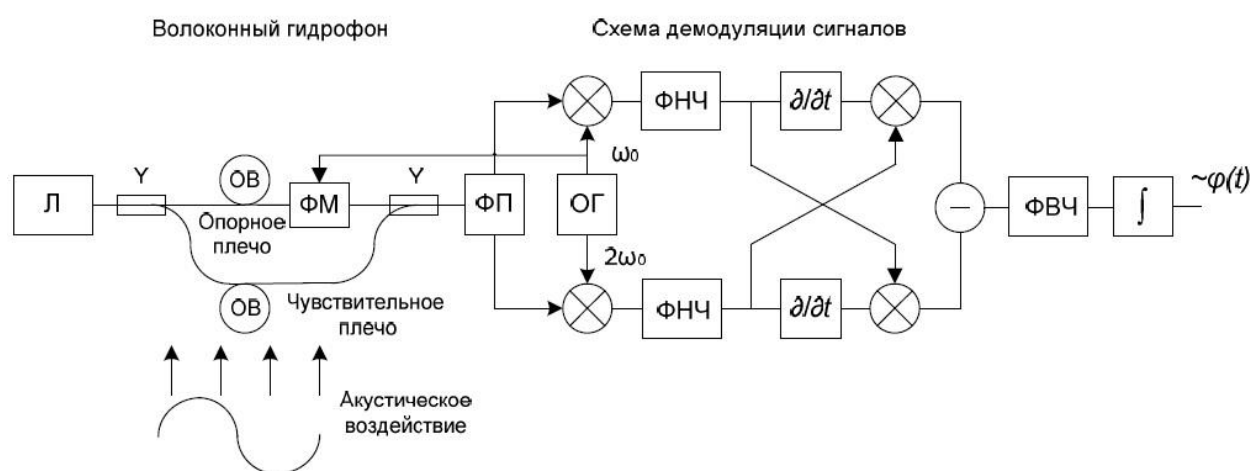 Волоконный гидрофон
Схема демодуляции сигналов
Л
Y
ОВ
Опорное
плечо
ФМ
Y
ФП
ОГ
ω₀
2ω₀
ОВ
Чувствительное
плечо
Акустическое
воздействие
ФНЧ
∂/∂t
ФНЧ
∂/∂t
−
ФВЧ
∫
~φ(t)